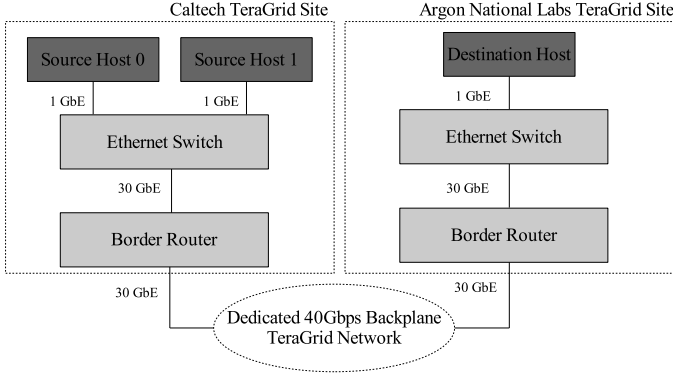 Caltech TeraGrid Site
Argon National Labs TeraGrid Site
Source Host 0
Source Host 1
Destination Host
1 GbE
1 GbE
1 GbE
Ethernet Switch
Ethernet Switch
30 GbE
30 GbE
Border Router
Border Router
30 GbE
30 GbE
Dedicated 40Gbps Backplane
TeraGrid Network